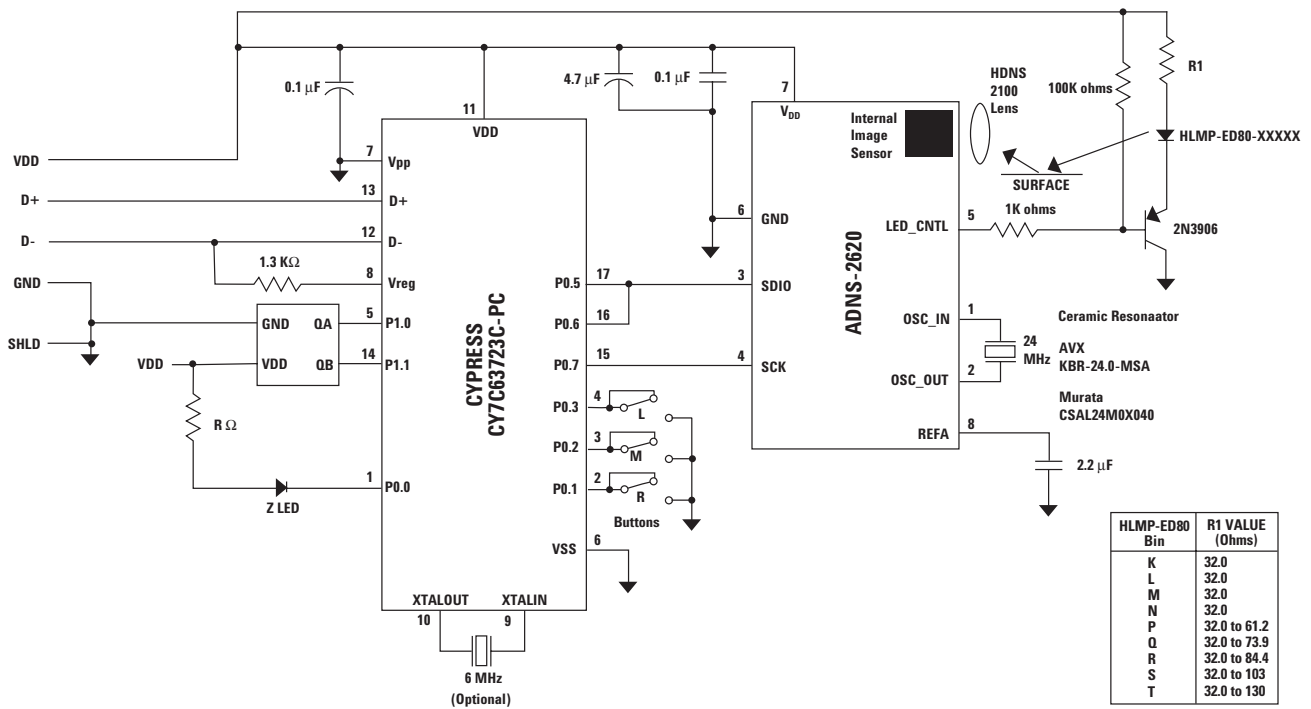 VDD
D+
D-
GND
SHLD
0.1 µF
11
VDD
7
Vpp
13
D+
12
D-
1.3 KΩ
8
Vreg
GND
QA
5
P1.0
VDD
VDD
QB
14
P1.1
R Ω
1
P0.0
Z LED
CYPRESS
CY7C63723C-PC
P0.5
17
P0.6
16
P0.7
15
P0.3
4
L
P0.2
3
M
P0.1
2
R
Buttons
VSS
6
XTALOUT
XTALIN
10
9
6 MHz
(Optional)
4.7 µF
0.1 µF
7
VDD
Internal
Image
Sensor
6
GND
3
SDIO
4
SCK
ADNS-2620
LED_CNTL
5
1K ohms
OSC_IN
1
OSC_OUT
2
24
MHz
REFA
8
2.2 µF
HDNS
2100
Lens
SURFACE
100K ohms
R1
HLMP-ED80-XXXXX
2N3906
Ceramic Resonaator
AVX
KBR-24.0-MSA
Murata
CSAL24M0X040
HLMP-ED80 Bin R1 VALUE (Ohms)
K 32.0
L 32.0
M 32.0
N 32.0
P 32.0 to 61.2
Q 32.0 to 73.9
R 32.0 to 84.4
S 32.0 to 103
T 32.0 to 130